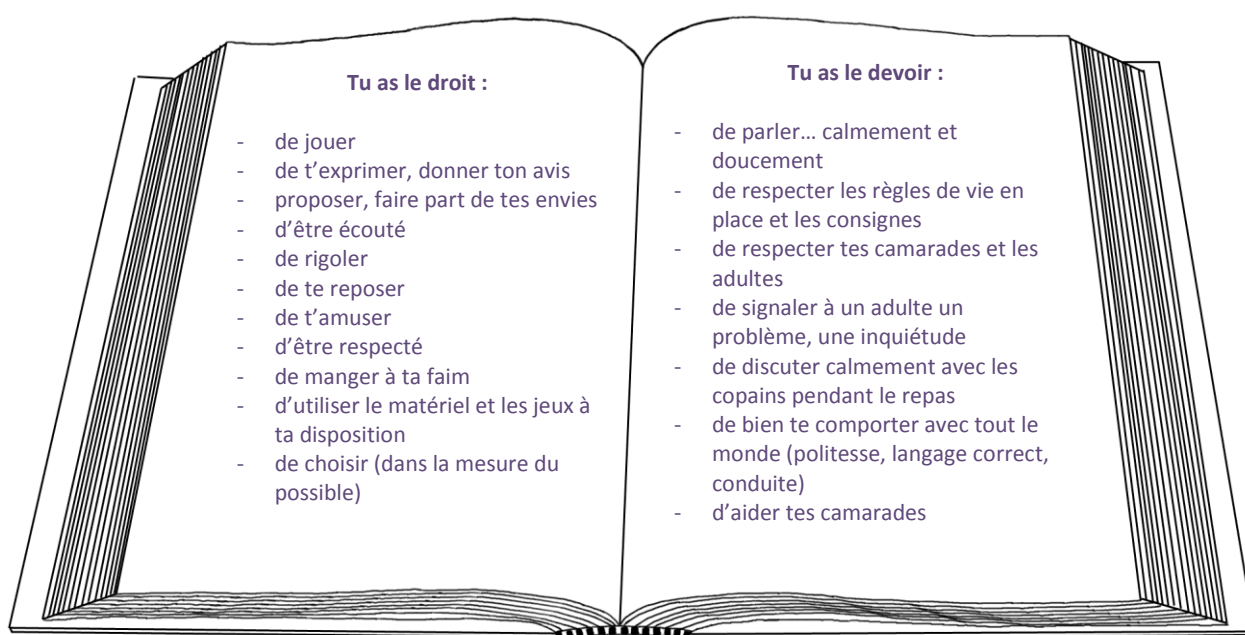 Tu as le droit :
- de jouer
- de t’exprimer, donner ton avis
- proposer, faire part de tes envies
- d’être écouté
- de rigoler
- de te reposer
- de t’amuser
- d’être respecté
- de manger à ta faim
- d’utiliser le matériel et les jeux à
ta disposition
- de choisir (dans la mesure du
possible)
Tu as le devoir :
- de parler… calmement et
doucement
- de respecter les règles de vie en
place et les consignes
- de respecter tes camarades et les
adultes
- de signaler à un adulte un
problème, une inquiétude
- de discuter calmement avec les
copains pendant le repas
- de bien te comporter avec tout le
monde (politesse, langage correct,
conduite)
- d’aider tes camarades